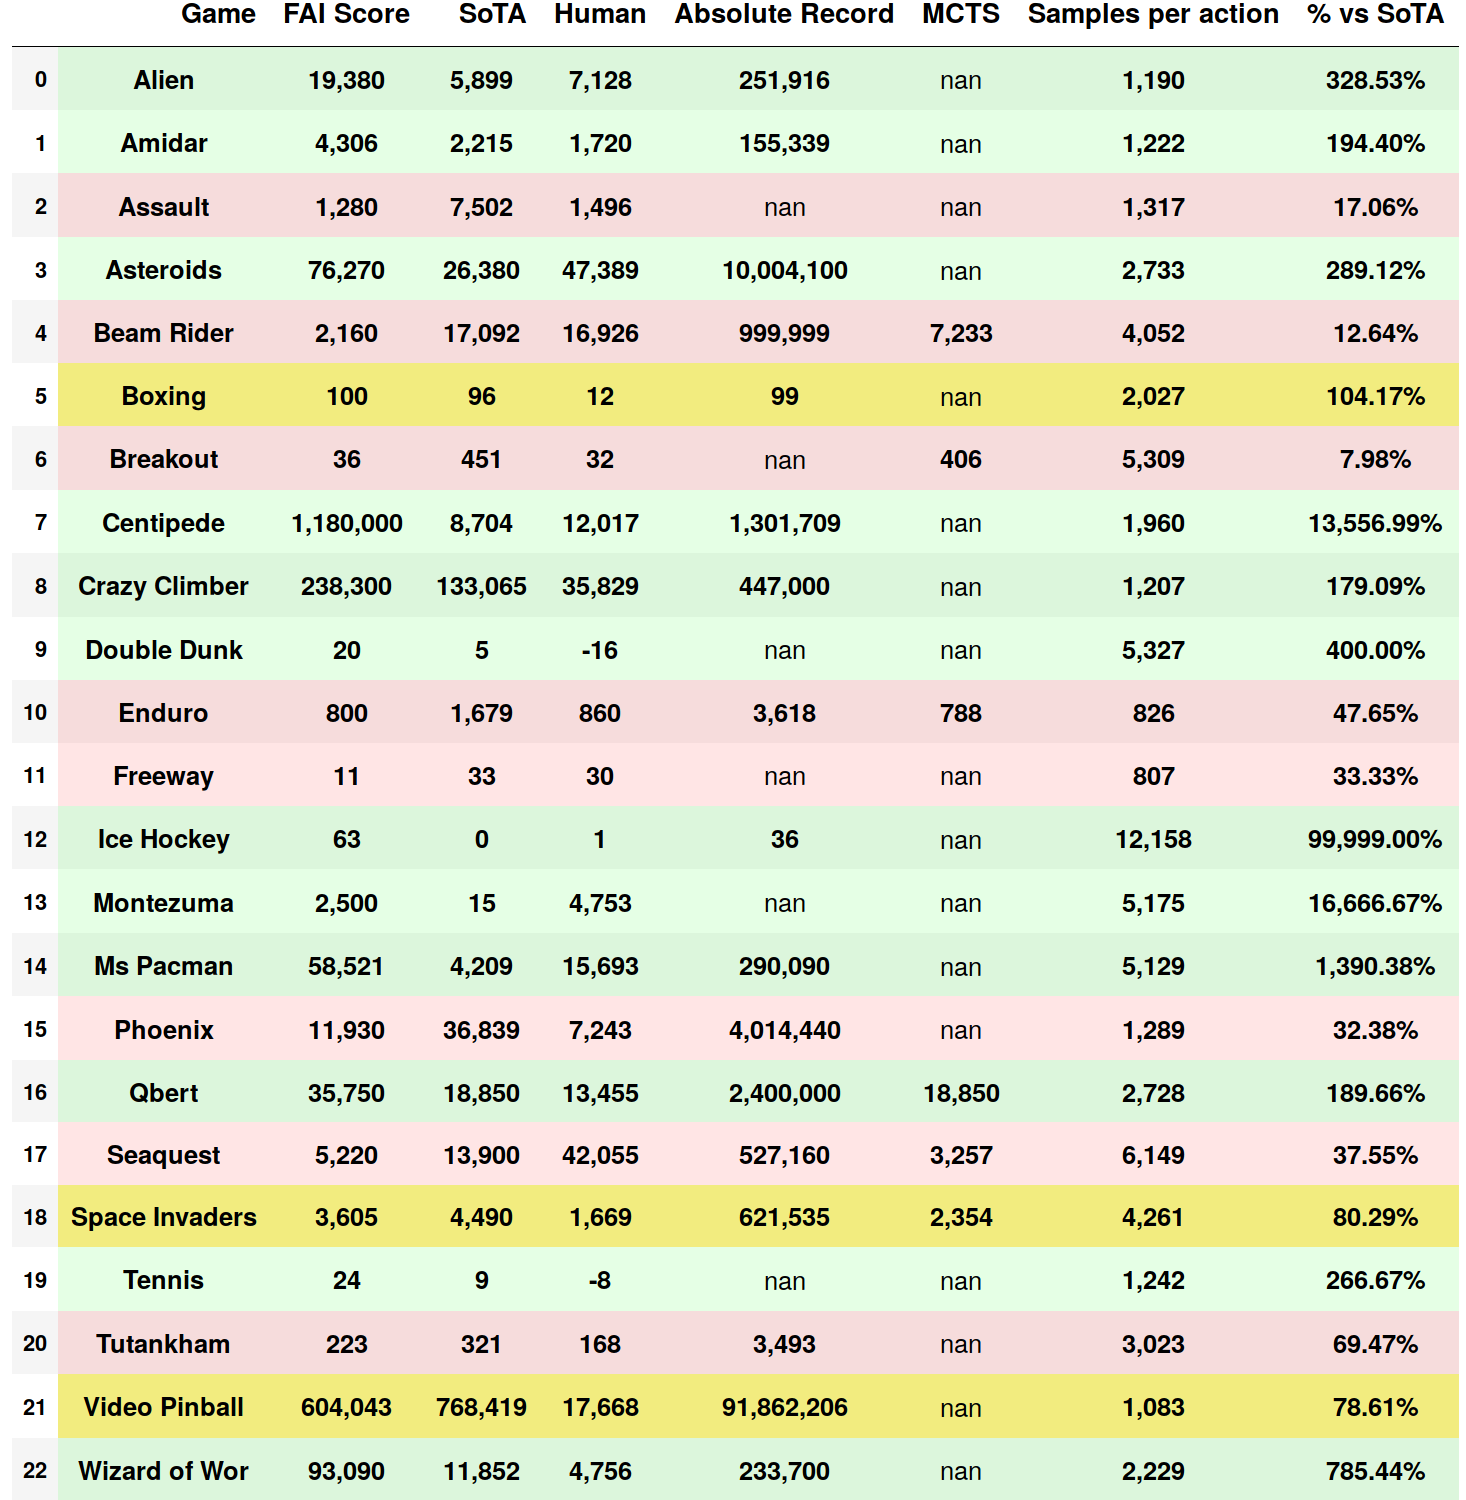 Game FAI Score SoTA Human Absolute Record MCTS Samples per action % vs SoTA
0 Alien 19,380 5,899 7,128 251,916 nan 1,190 328.53%
1 Amidar 4,306 2,215 1,720 155,339 nan 1,222 194.40%
2 Assault 1,280 7,502 1,496 nan nan 1,317 17.06%
3 Asteroids 76,270 26,380 47,389 10,004,100 nan 2,733 289.12%
4 Beam Rider 2,160 17,092 16,926 999,999 7,233 4,052 12.64%
5 Boxing 100 96 12 99 nan 2,027 104.17%
6 Breakout 36 451 32 nan 406 5,309 7.98%
7 Centipede 1,180,000 8,704 12,017 1,301,709 nan 1,960 13,556.99%
8 Crazy Climber 238,300 133,065 35,829 447,000 nan 1,207 179.09%
9 Double Dunk 20 5 -16 nan nan 5,327 400.00%
10 Enduro 800 1,679 860 3,618 788 826 47.65%
11 Freeway 11 33 30 nan nan 807 33.33%
12 Ice Hockey 63 0 1 36 nan 12,158 99,999.00%
13 Montezuma 2,500 15 4,753 nan nan 5,175 16,666.67%
14 Ms Pacman 58,521 4,209 15,693 290,090 nan 5,129 1,390.38%
15 Phoenix 11,930 36,839 7,243 4,014,440 nan 1,289 32.38%
16 Qbert 35,750 18,850 13,455 2,400,000 18,850 2,728 189.66%
17 Seaquest 5,220 13,900 42,055 527,160 3,257 6,149 37.55%
18 Space Invaders 3,605 4,490 1,669 621,535 2,354 4,261 80.29%
19 Tennis 24 9 -8 nan nan 1,242 266.67%
20 Tutankham 223 321 168 3,493 nan 3,023 69.47%
21 Video Pinball 604,043 768,419 17,668 91,862,206 nan 1,083 78.61%
22 Wizard of Wor 93,090 11,852 4,756 233,700 nan 2,229 785.44%